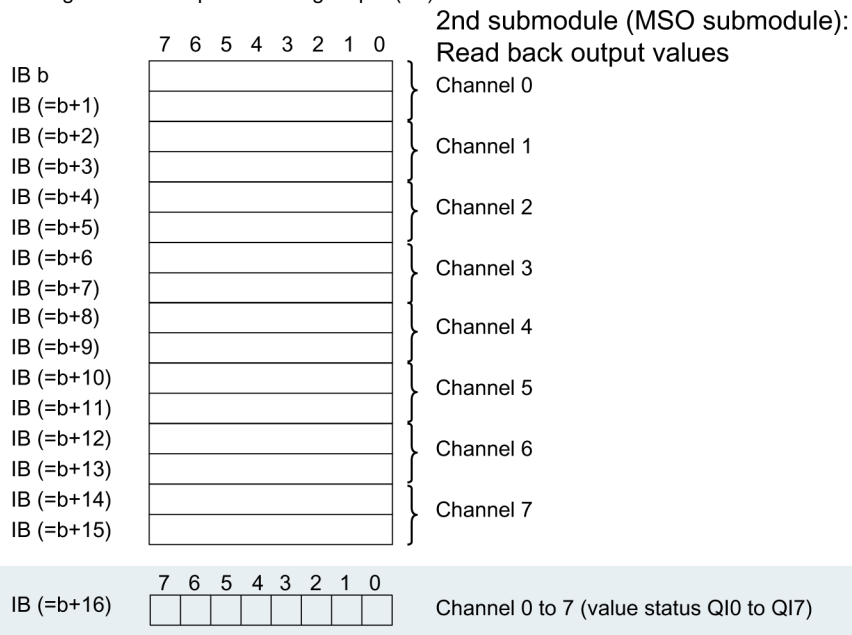 2nd submodule (MSO submodule):
7 6 5 4 3 2 1 0 Read back output values
IB b
Channel 0
IB (=b+1)
IB (=b+2)
Channel 1
IB (=b+3)
IB (=b+4)
Channel 2
IB (=b+5)
IB (=b+6
Channel 3
IB (=b+7)
IB (=b+8)
Channel 4
IB (=b+9)
IB (=b+10)
Channel 5
IB (=b+11)
IB (=b+12)
Channel 6
IB (=b+13)
IB (=b+14)
Channel 7
IB (=b+15)
7 6 5 4 3 2 1 0
IB (=b+16) Channel 0 to 7 (value status QI0 to QI7)